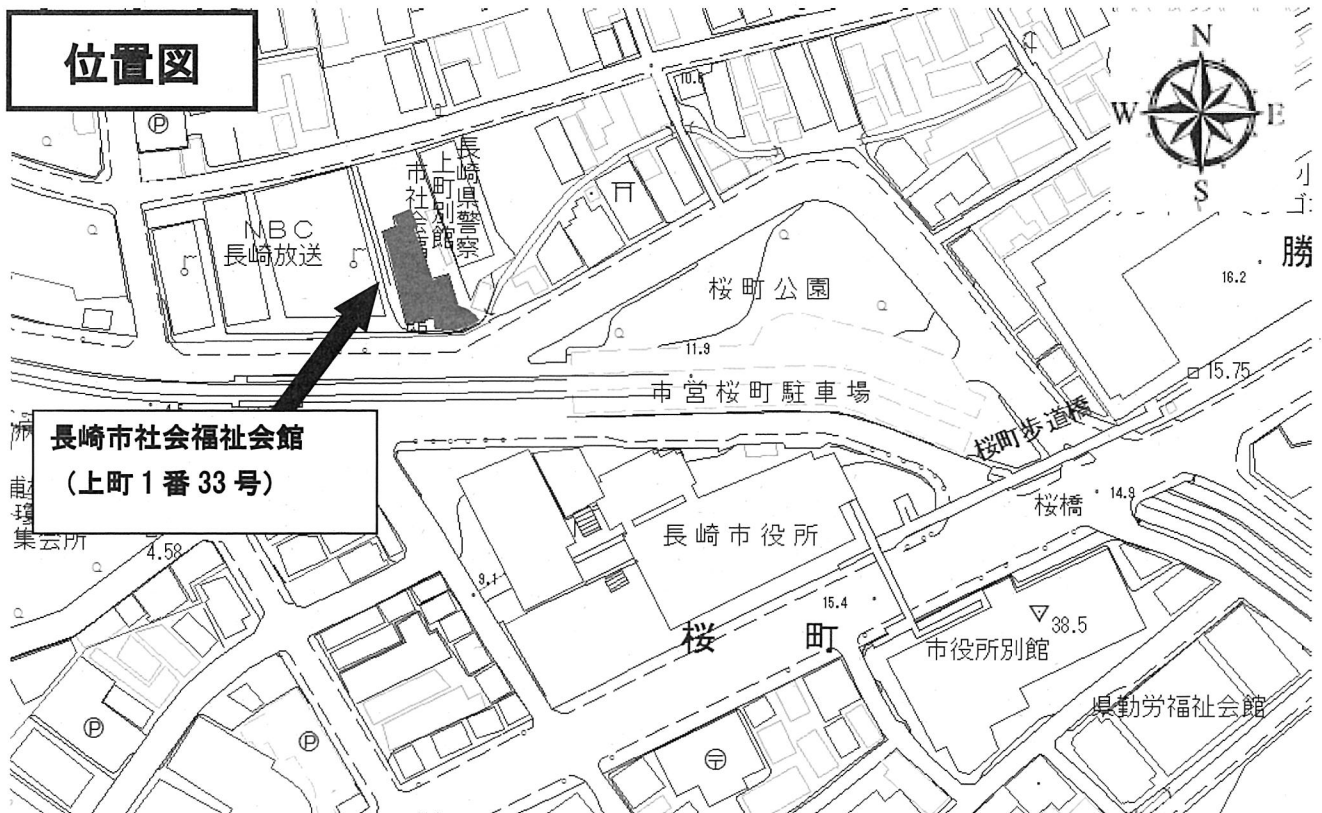 位置図
N
W
E
S
10.6
長崎県警察
上町別館
市社会福
NBC
長崎放送
小
勝
16.2
桜町公園
11.9
15.75
市営桜町駐車場
桜町歩道橋
長崎市社会福祉会館
(上町1番33号)
集会所
4.58
9.1
長崎市役所
桜橋
14.9
15.4
桜町
38.5
市役所別館
県勤労福祉会館
P
P
P
〒